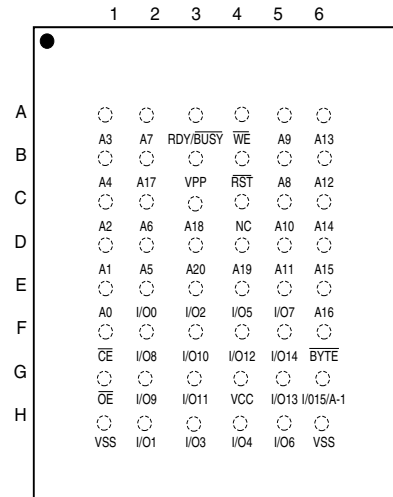 1 2 3 4 5 6
A
A3 A7 RDY/BUSY WE A9 A13
B
A4 A17 VPP RST A8 A12
C
A2 A6 A18 NC A10 A14
D
A1 A5 A20 A19 A11 A15
E
A0 I/O0 I/O2 I/O5 I/O7 A16
F
CE I/O8 I/O10 I/O12 I/O14 BYTE
G
OE I/O9 I/O11 VCC I/O13 I/015/A-1
H
VSS I/O1 I/O3 I/O4 I/O6 VSS